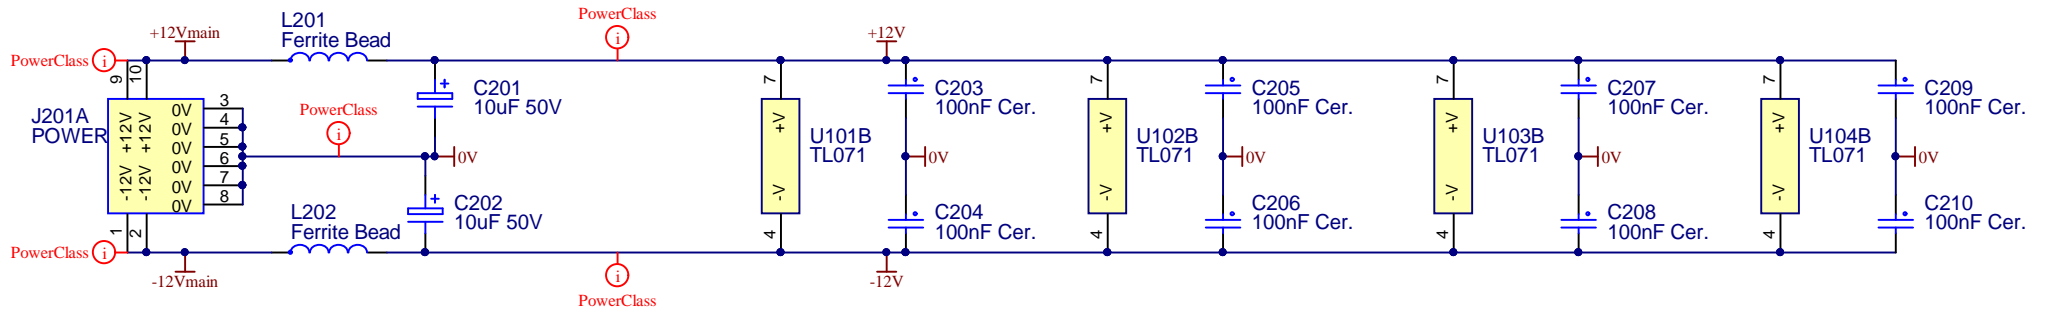 PowerClass
+12Vmain
L201
Ferrite Bead
PowerClass
+12V
PowerClass
9
10
J201A
POWER
+12V
+12V
-12V
-12V
0V
0V
0V
0V
0V
0V
3
4
5
6
7
8
1
2
PowerClass
C201
10uF 50V
0V
C202
10uF 50V
L202
Ferrite Bead
PowerClass
-12Vmain
PowerClass
7
+V
-V
4
U101B
TL071
C203
100nF Cer.
0V
C204
100nF Cer.
-12V
7
+V
-V
4
U102B
TL071
C205
100nF Cer.
0V
C206
100nF Cer.
7
+V
-V
4
U103B
TL071
C207
100nF Cer.
0V
C208
100nF Cer.
7
+V
-V
4
U104B
TL071
C209
100nF Cer.
0V
C210
100nF Cer.